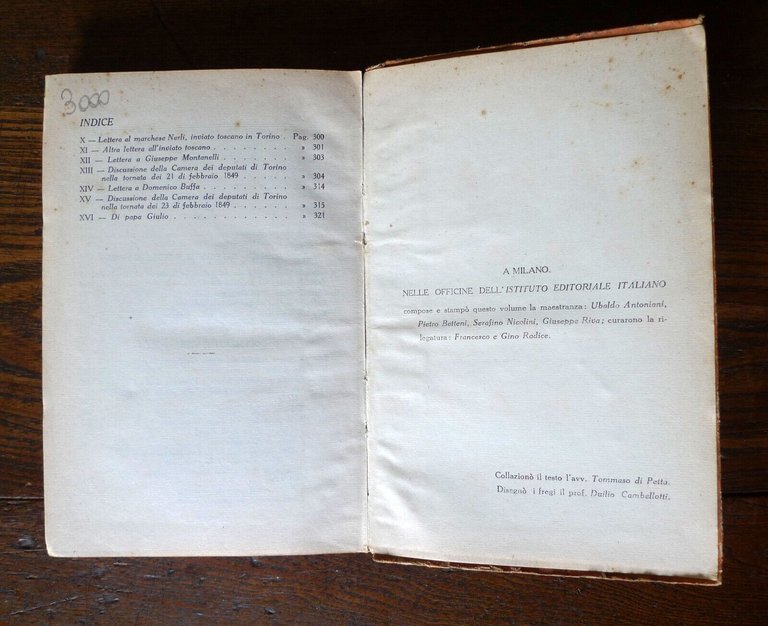 3000
INDICE
X — Lettera al marchese Nerli, inviato toscano in Torino . Pag. 300
XI — Altra lettera all'inviato toscano . . . . . . . . » 301
XII — Lettera a Giuseppe Montanelli . . . . . . . . » 303
XIII — Discussione della Camera dei deputati di Torino
nella tornata dei 21 di febbraio 1849 . . . . . . » 304
XIV — Lettera a Domenico Buffa . . . . . . . . . » 314
XV — Discussione della Camera dei deputati di Torino
nella tornata dei 23 di febbraio 1849 . . . . . . » 315
XVI — Di papa Giulio . . . . . . . . . . . . » 321
A MILANO.
NELLE OFFICINE DELL'ISTITUTO EDITORIALE ITALIANO
compose e stampò questo volume la maestranza: Ubaldo Antoniani,
Pietro Betteni, Serafino Nicolini, Giuseppe Riva; curarono la ri-
legatura: Francesco e Gino Radice.
Collazionò il testo l'avv. Tommaso di Petta.
Disegnò i fregi il prof. Duilio Cambellotti.